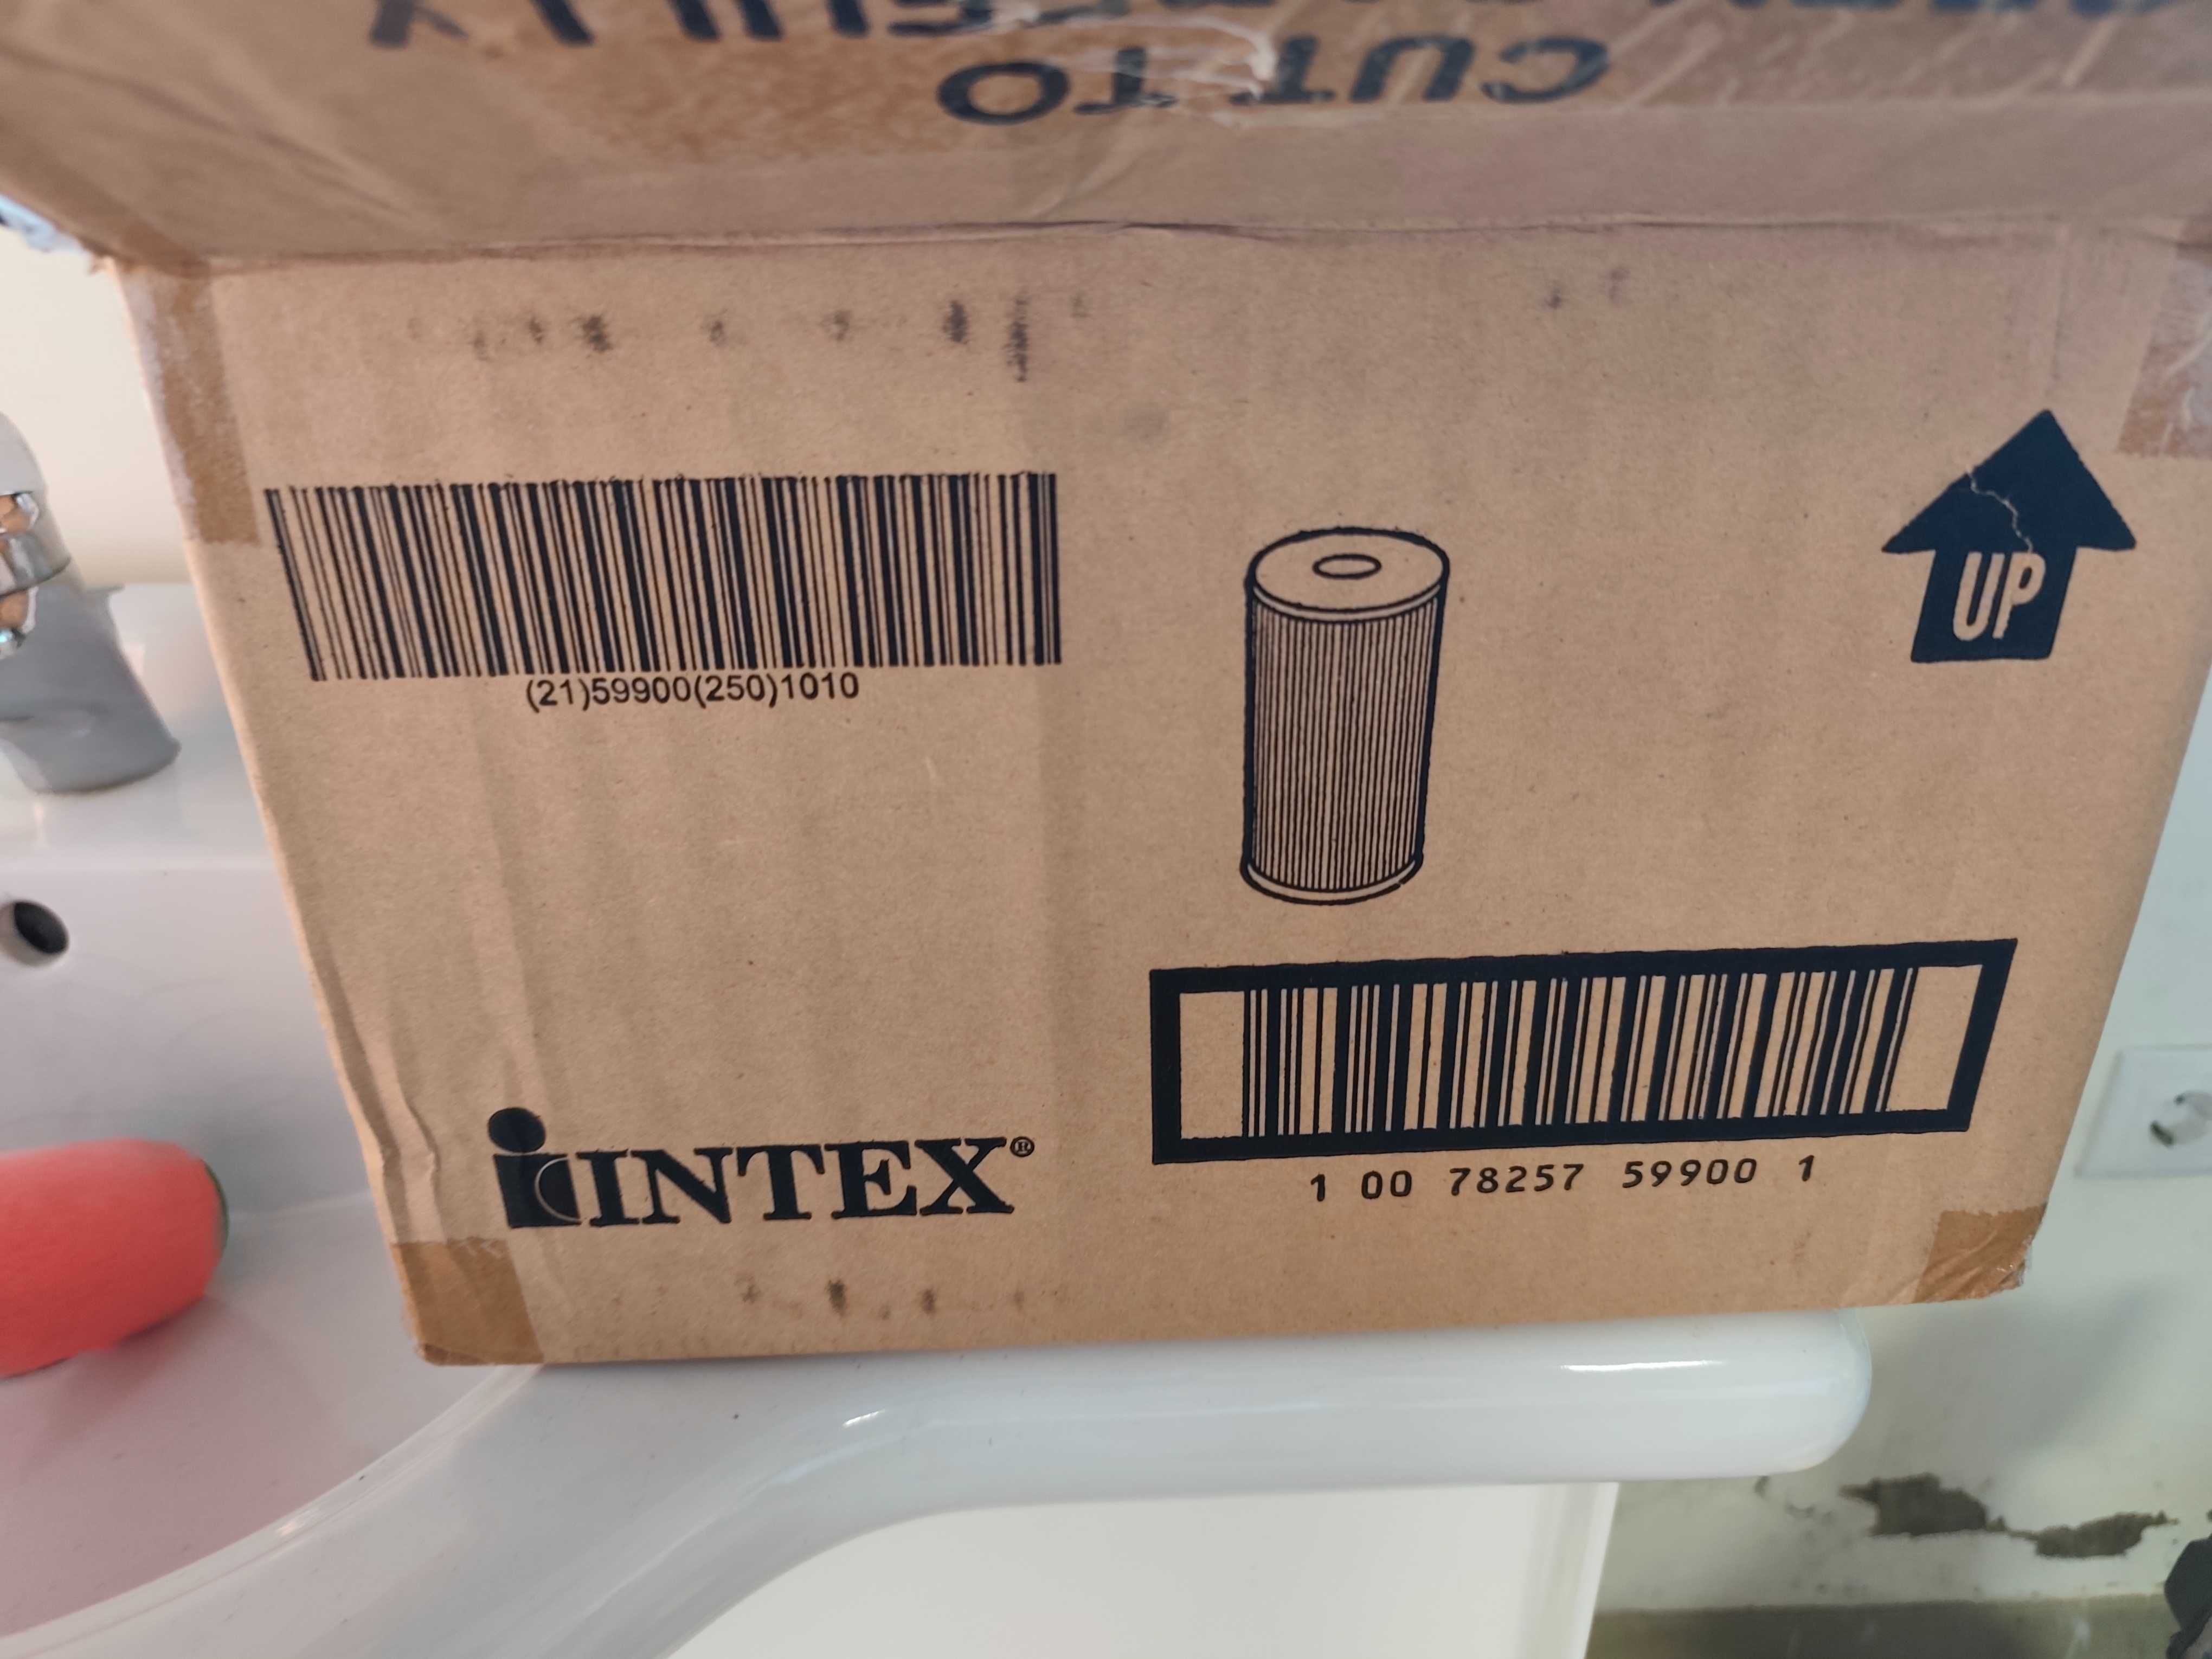 CUT TO
(21)59900(250)1010
UP
INTEX®
1 00 78257 59900 1